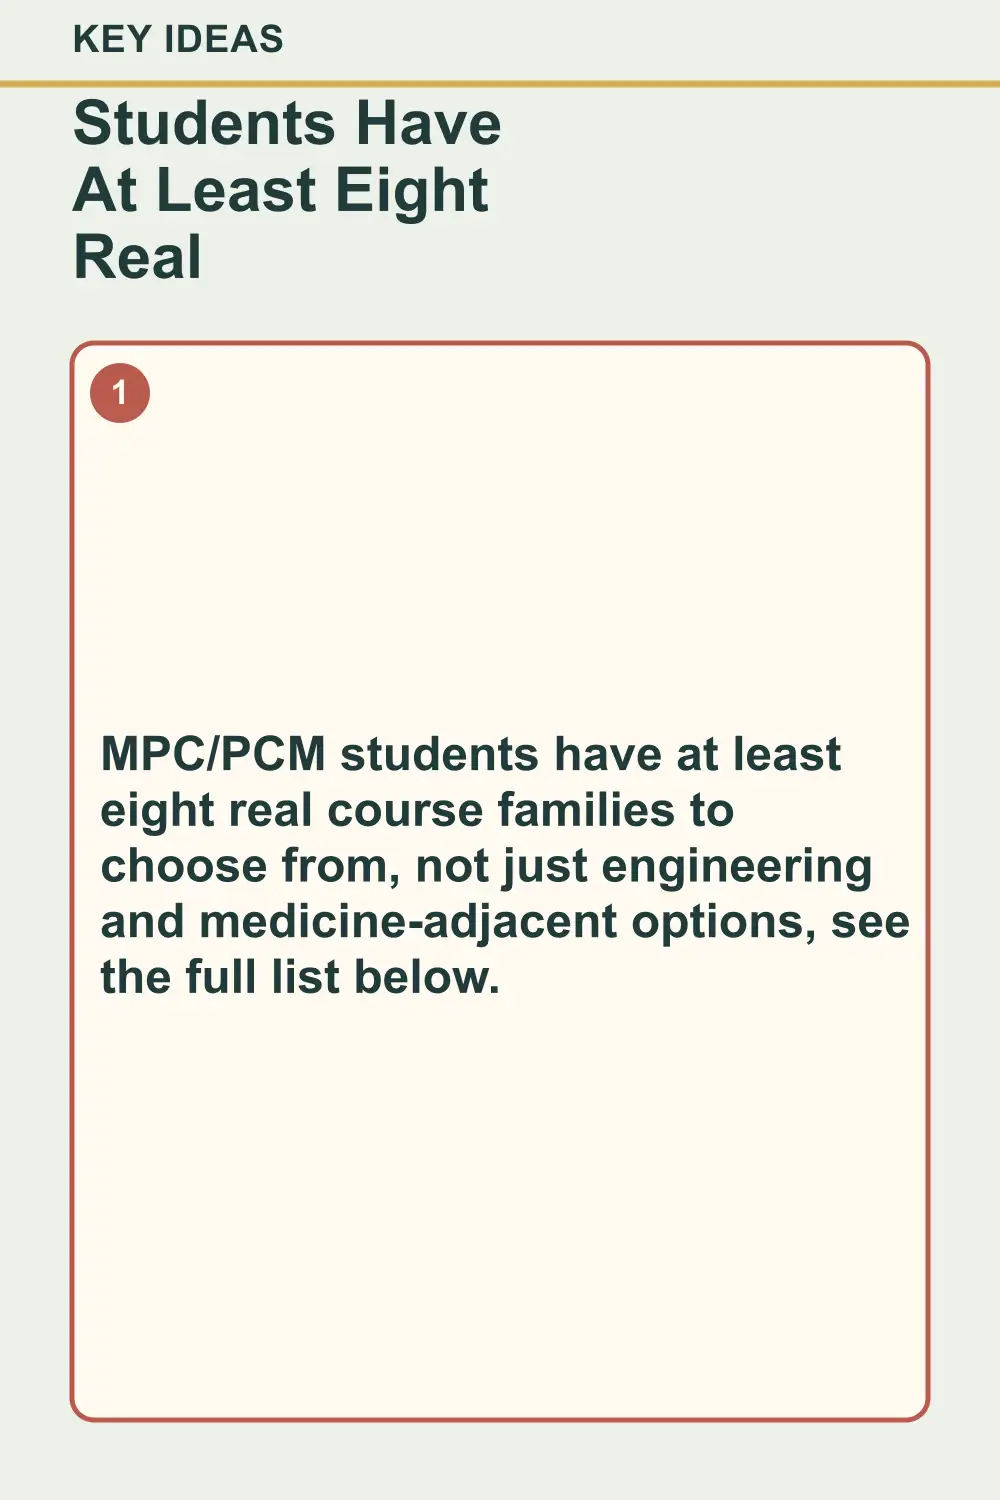 KEY IDEAS
Students Have
At Least Eight
Real
1
MPC/PCM students have at least
eight real course families to
choose from, not just engineering
and medicine-adjacent options, see
the full list below.